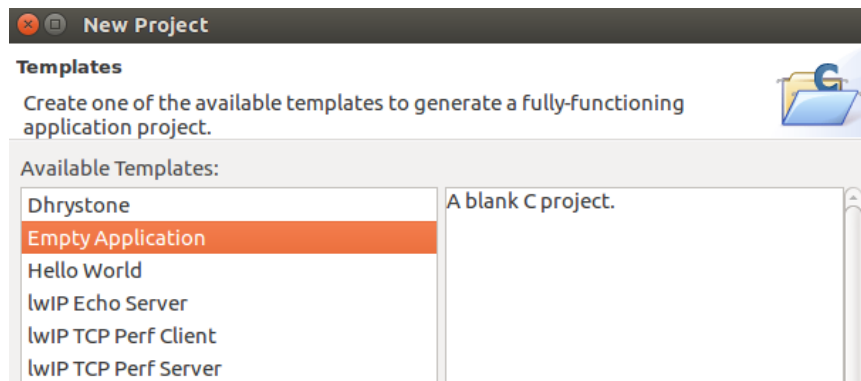 New Project
Templates
Create one of the available templates to generate a fully-functioning
application project.
Available Templates:
Dhrystone
Empty Application
Hello World
lwIP Echo Server
lwIP TCP Perf Client
lwIP TCP Perf Server
A blank C project.